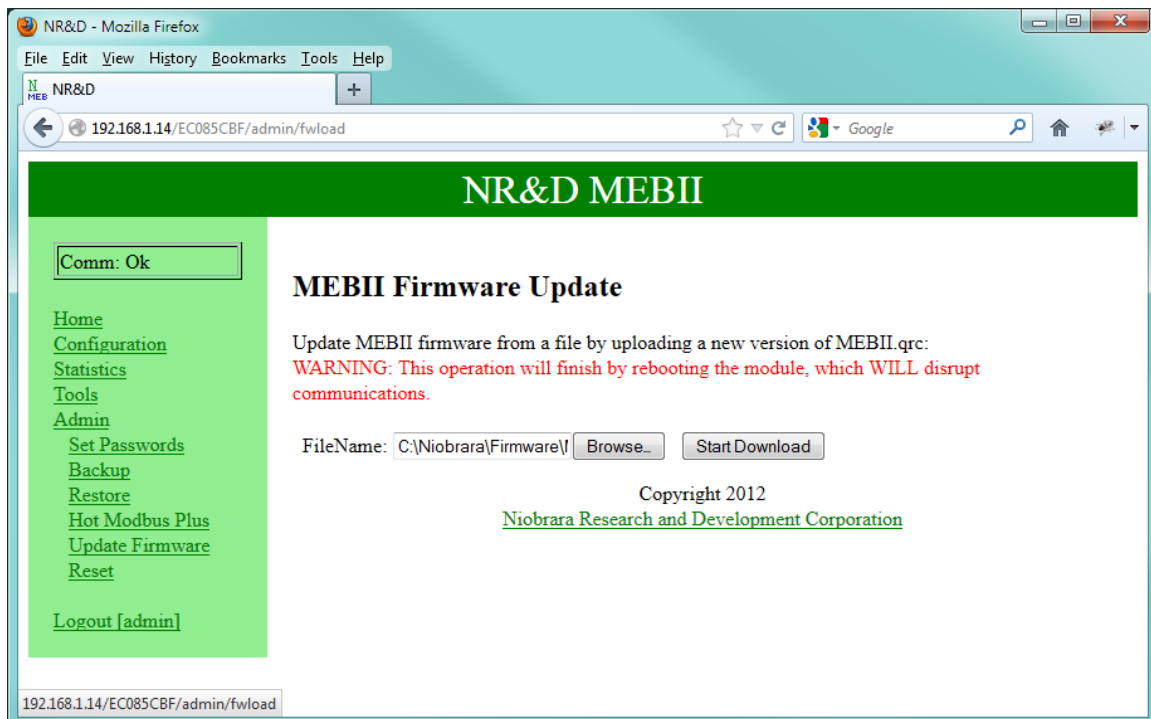 NR&D - Mozilla Firefox
File Edit View History Bookmarks Tools Help
N MEB NR&D +
192.168.1.14/EC085CBF/admin/fwload Google
NR&D MEBII
Comm: Ok
Home
Configuration
Statistics
Tools
Admin
Set Passwords
Backup
Restore
Hot Modbus Plus
Update Firmware
Reset
Logout [admin]
MEBII Firmware Update
Update MEBII firmware from a file by uploading a new version of MEBII.qrc:
WARNING: This operation will finish by rebooting the module, which WILL disrupt
communications.
FileName: C:\Niobrara\Firmware\ Browse... Start Download
Copyright 2012
Niobrara Research and Development Corporation
192.168.1.14/EC085CBF/admin/fwload